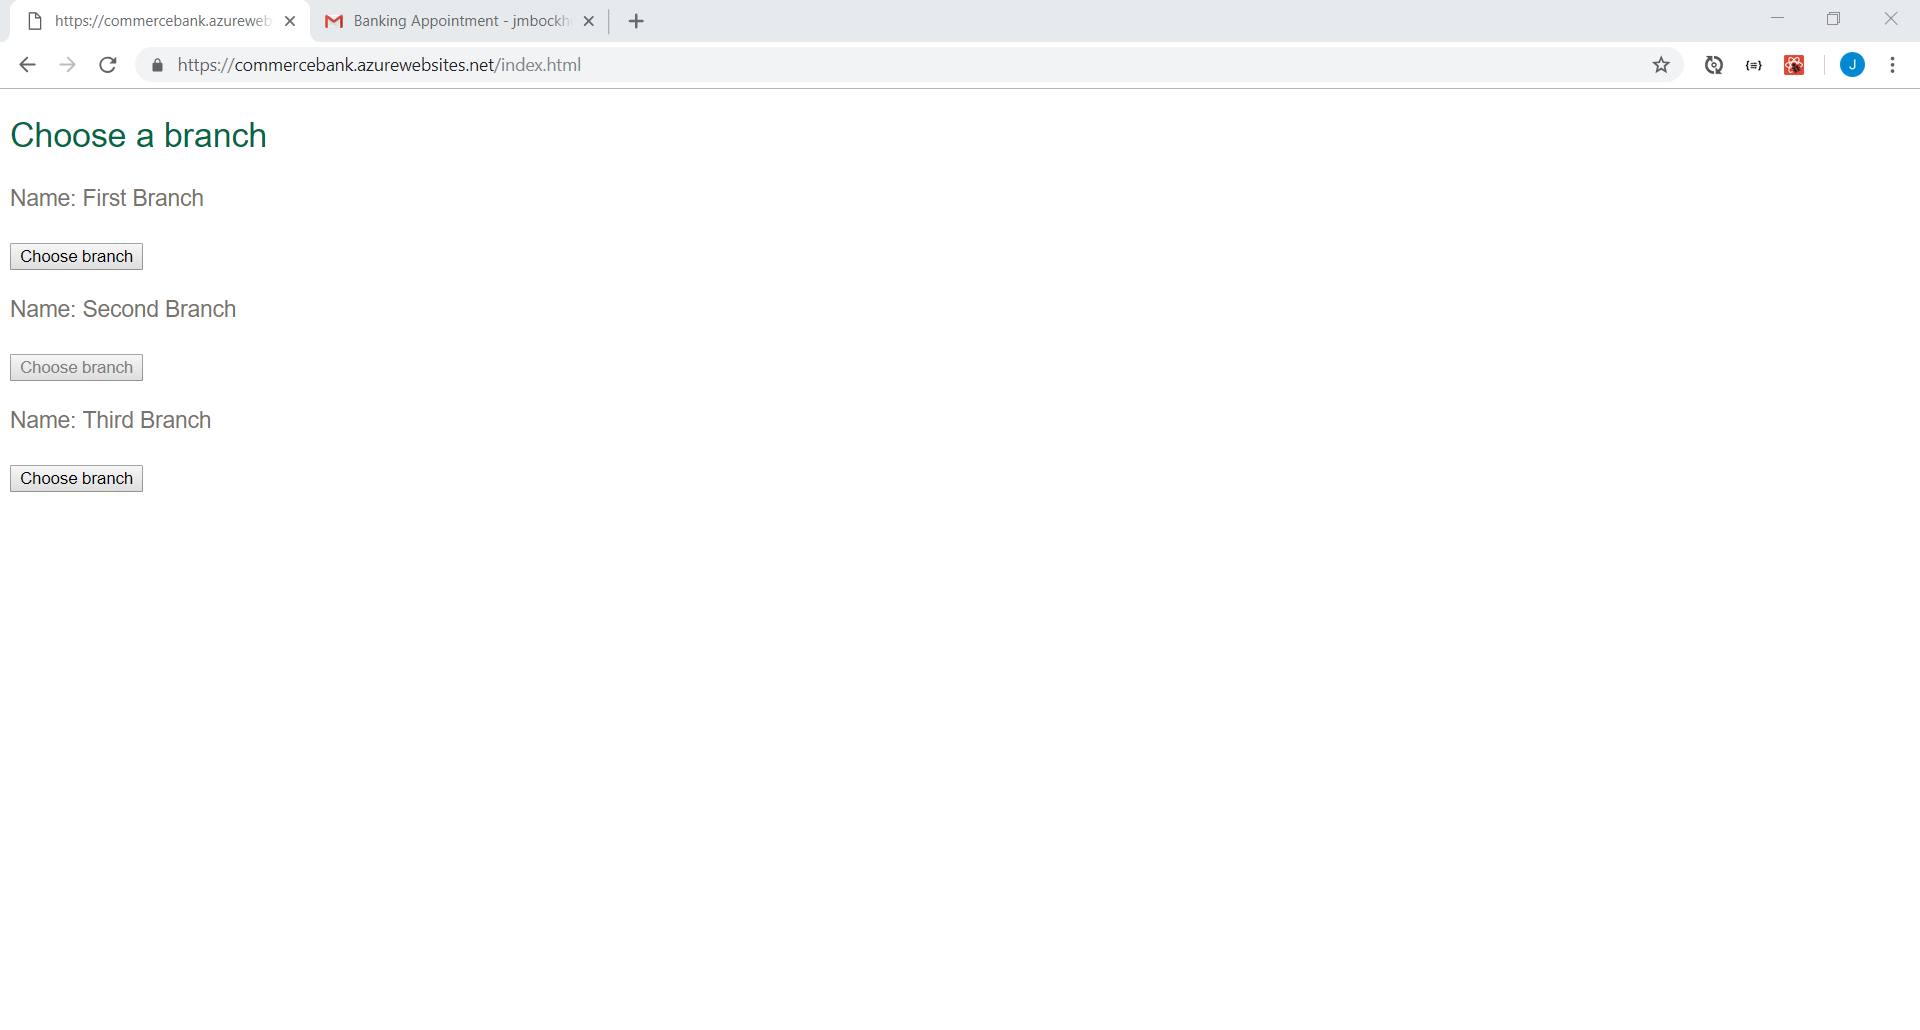 https://commercebank.azureweb
Banking Appointment - jmbockh
https://commercebank.azurewebsites.net/index.html
{≡}
J
Choose a branch
Name: First Branch
Choose branch
Name: Second Branch
Choose branch
Name: Third Branch
Choose branch